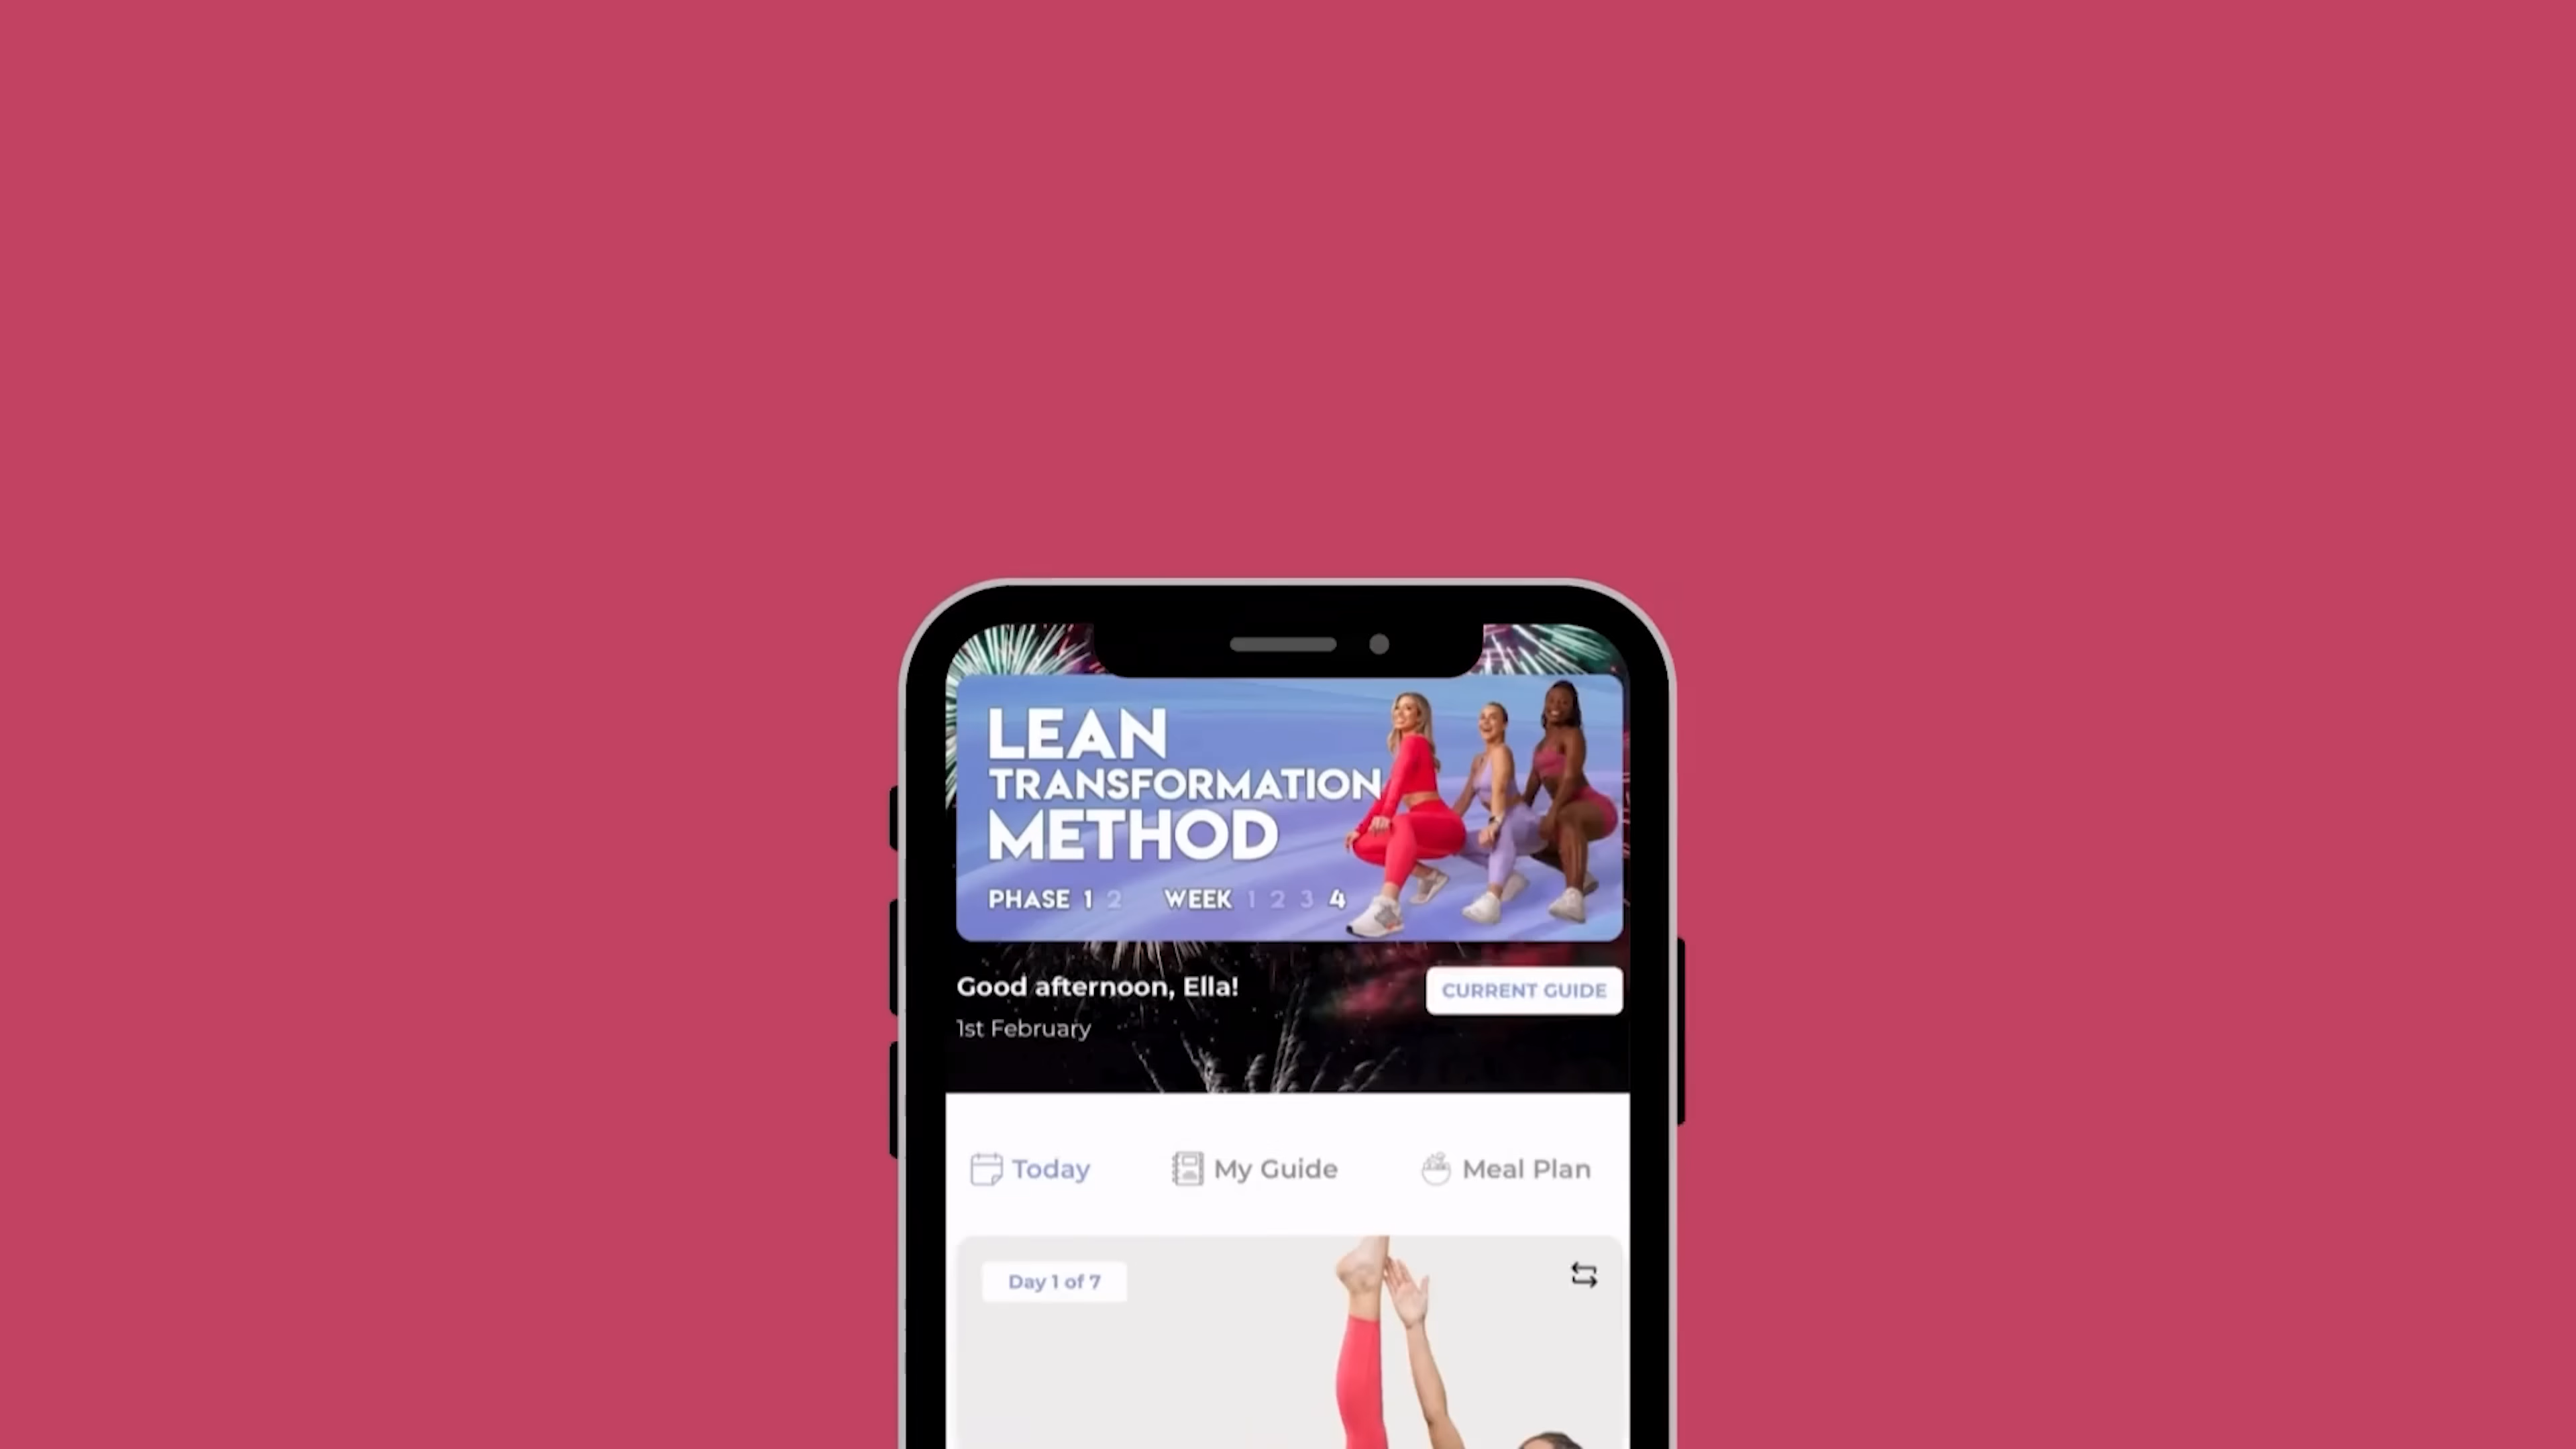 LEAN
TRANSFORMATION
METHOD
PHASE 1 2 WEEK 1 2 3 4
Good afternoon, Ella!
CURRENT GUIDE
1st February
Today
My Guide
Meal Plan
Day 1 of 7